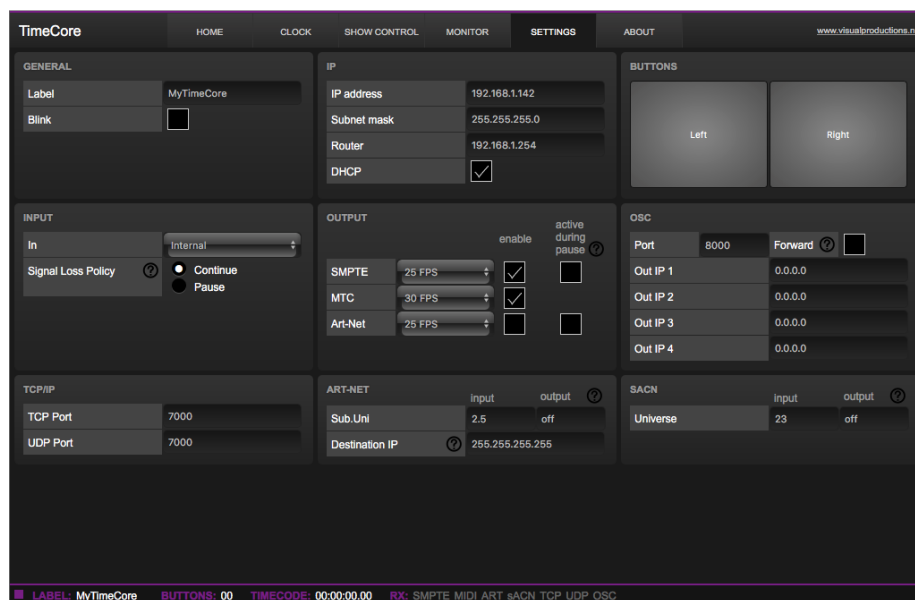 TimeCore HOME CLOCK SHOW CONTROL MONITOR SETTINGS ABOUT www.visualproductions.n
GENERAL
Label MyTimeCore
Blink
IP
IP address 192.168.1.142
Subnet mask 255.255.255.0
Router 192.168.1.254
DHCP
BUTTONS
Left Right
INPUT
In Internal
Signal Loss Policy ? Continue
Pause
OUTPUT
enable active
during
pause ?
SMPTE 25 FPS
MTC 30 FPS
Art-Net 25 FPS
OSC
Port 8000 Forward ?
Out IP 1 0.0.0.0
Out IP 2 0.0.0.0
Out IP 3 0.0.0.0
Out IP 4 0.0.0.0
TCP/IP
TCP Port 7000
UDP Port 7000
ART-NET
input output ?
Sub.Uni 2.5 off
Destination IP ? 255.255.255.255
SACN
input output ?
Universe 23 off
LABEL: MyTimeCore BUTTONS: 00 TIMECODE: 00:00:00.00 RX: SMPTE MIDI ART sACN TCP UDP OSC